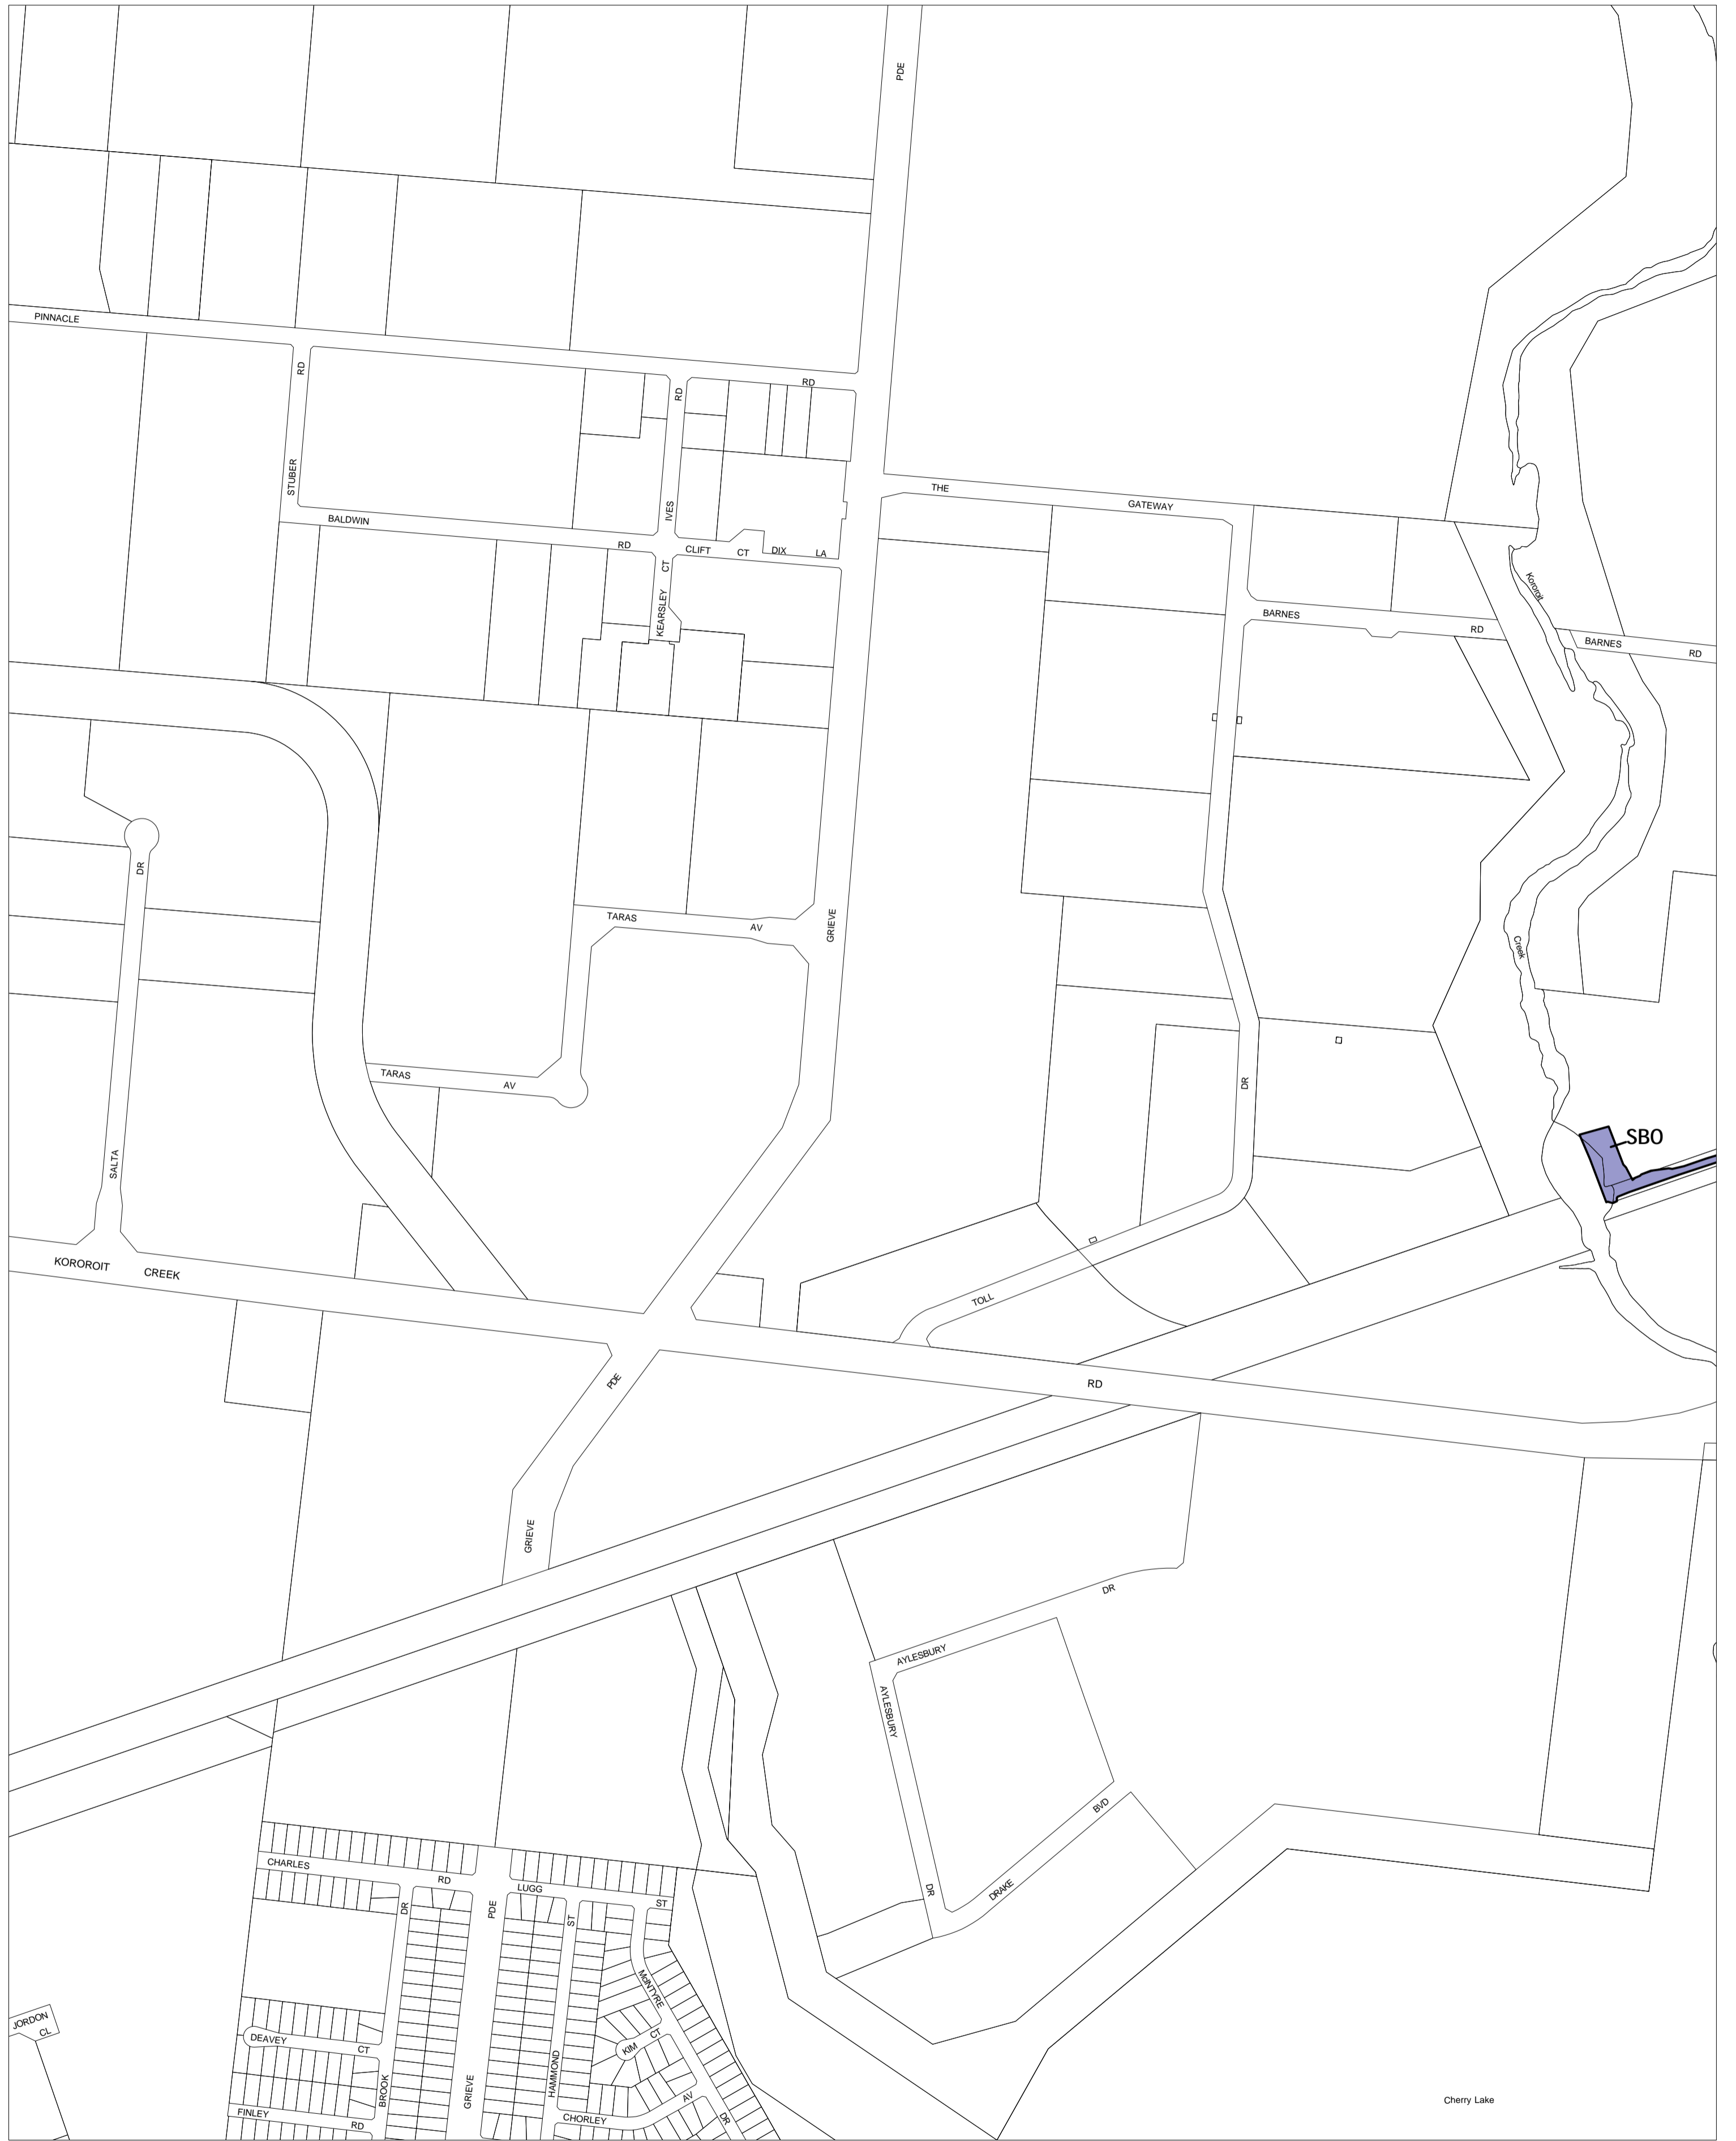 PDE
PINNACLE
RD
RD
RD
STUBER
IVES
THE
GATEWAY
BALDWIN
RD
CLIFT
CT
DIX
LA
CT
KEARSLEY
Kororoit
BARNES
RD
BARNES
RD
DR
TARAS
AV
GRIEVE
Creek
TARAS
AV
DR
SBO
SALTA
KOROROIT
CREEK
TOLL
PDE
RD
GRIEVE
DR
AYLESBURY
AYLESBURY
BVD
CHARLES
RD
LUGG
ST
DR
PDE
ST
DR
DRAKE
McINTYRE
JORDON
CL
DEAVEY
CT
KIM
CT
BROOK
GRIEVE
HAMMOND
AV
FINLEY
RD
CHORLEY
DR
Cherry Lake